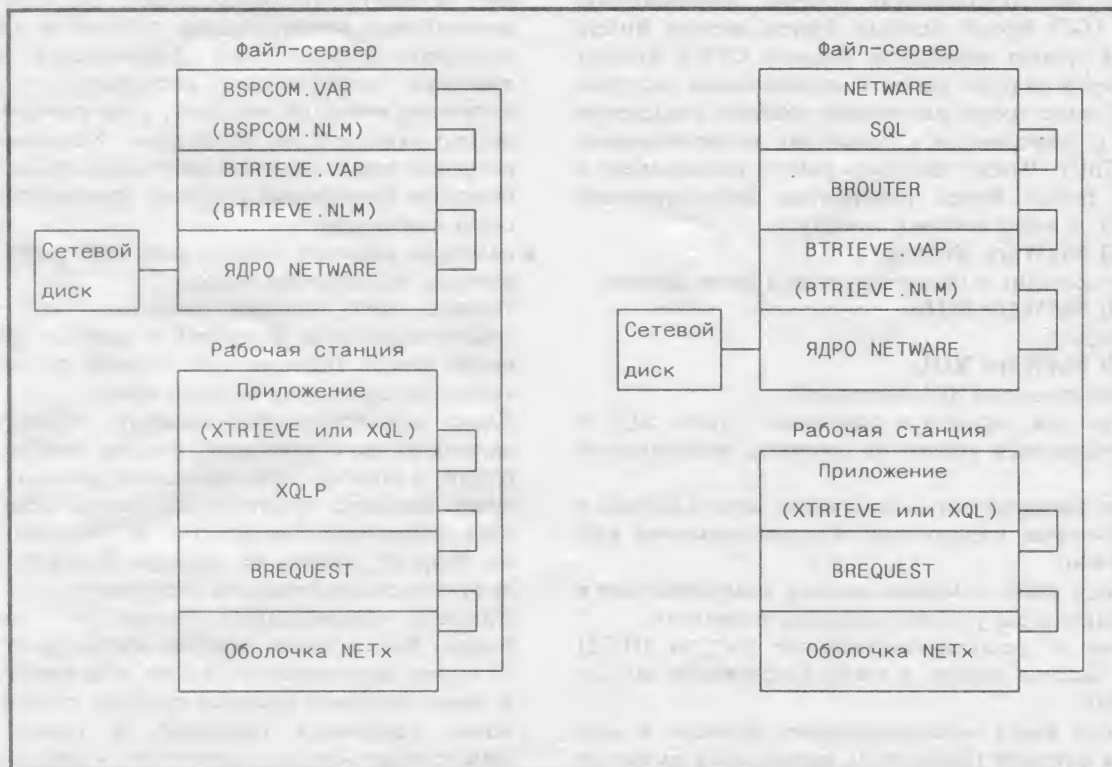 Файл-сервер
BSPCOM.VAR
(BSPCOM.NLM)
BTRIEVE.VAP
(BTRIEVE.NLM)
ЯДРО NETWARE
Сетевой
диск
Рабочая станция
Приложение
(XTRIEVE или XQL)
XQLP
BREQUEST
Оболочка NETx
Файл-сервер
NETWARE
SQL
BROUTER
BTRIEVE.VAP
(BTRIEVE.NLM)
ЯДРО NETWARE
Сетевой
диск
Рабочая станция
Приложение
(XTRIEVE или XQL)
BREQUEST
Оболочка NETx